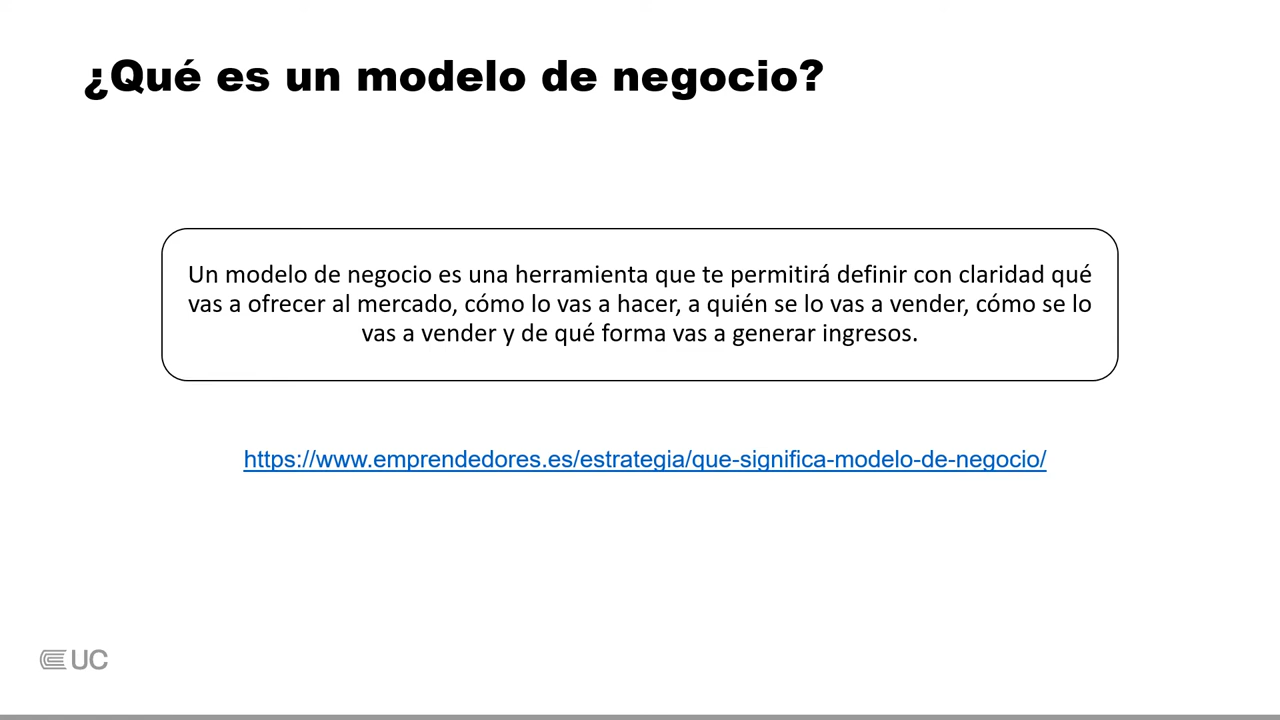 ¿Qué es un modelo de negocio?
Un modelo de negocio es una herramienta que te permitirá definir con claridad qué
vas a ofrecer al mercado, cómo lo vas a hacer, a quién se lo vas a vender, cómo se lo
vas a vender y de qué forma vas a generar ingresos.
https://www.emprendedores.es/estrategia/que-significa-modelo-de-negocio/
UC